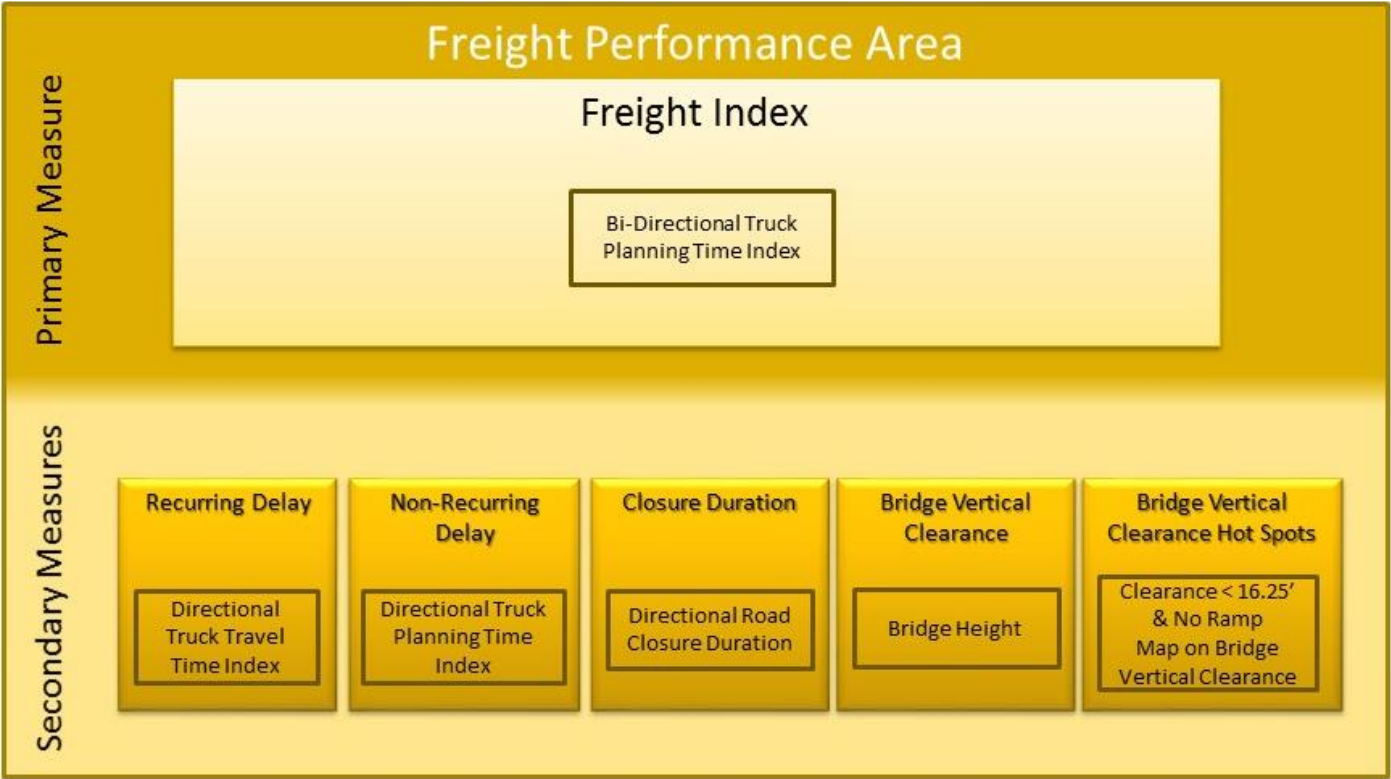 Freight Performance Area
Primary Measure
Freight Index
Bi-Directional Truck
Planning Time Index
Secondary Measures
Recurring Delay
Directional
Truck Travel
Time Index
Non-Recurring
Delay
Directional Truck
Planning Time
Index
Closure Duration
Directional Road
Closure Duration
Bridge Vertical
Clearance
Bridge Height
Bridge Vertical
Clearance Hot Spots
Clearance < 16.25’
& No Ramp
Map on Bridge
Vertical Clearance